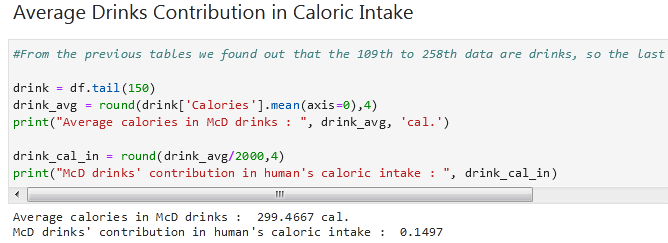 Average Drinks Contribution in Caloric Intake
#From the previous tables we found out that the 109th to 258th data are drinks, so the last
drink = df.tail(150)
drink_avg = round(drink['Calories'].mean(axis=0),4)
print("Average calories in McD drinks : ", drink_avg, 'cal.')
drink_cal_in = round(drink_avg/2000,4)
print("McD drinks' contribution in human's caloric intake : ", drink_cal_in)
Average calories in McD drinks :  299.4667 cal.
McD drinks' contribution in human's caloric intake :  0.1497